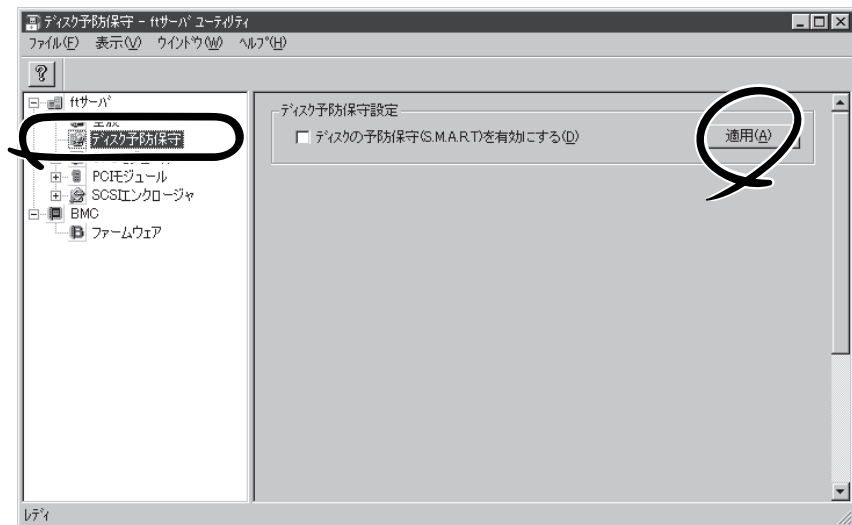 ディスク予防保守 - ftサーバ ユーティリティ
ファイル(F) 表示(V) ウインドウ(W) ヘルプ(H)
ftサーバ
全般
ディスク予防保守
PCIモジュール
SCSIエンクロージャ
BMC
ファームウェア
ディスク予防保守設定
ディスクの予防保守(S.M.A.R.T)を有効にする(D)
適用(A)
レディ